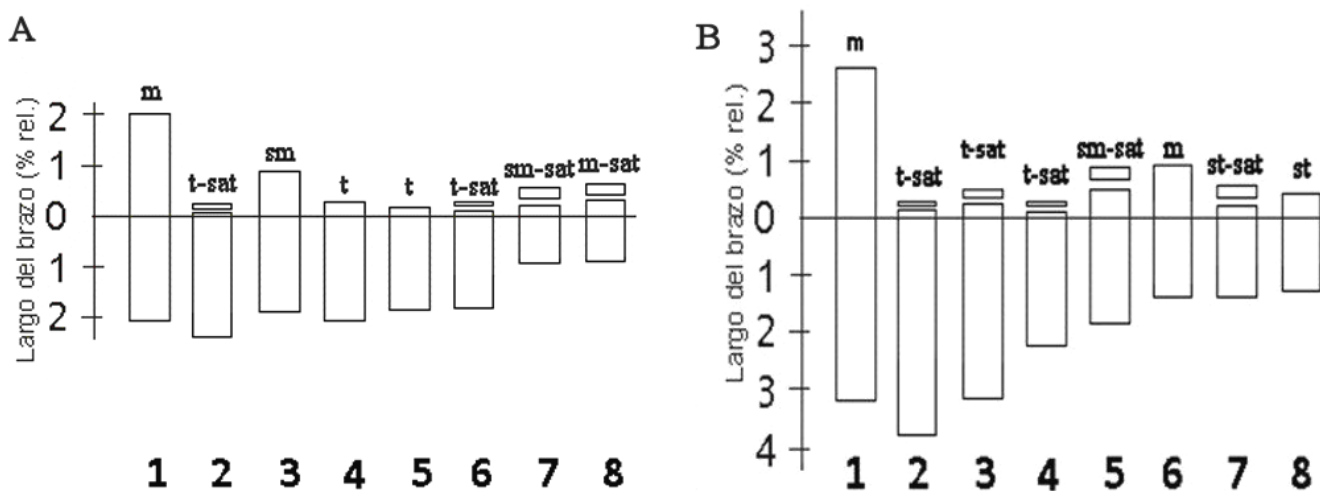 A
Largo del brazo (% rel.)
2
1
0
1
2
m
t-sat
sm
t
t
t-sat
sm-sat
m-sat
1 2 3 4 5 6 7 8
B
Largo del brazo (% rel.)
3
2
1
0
1
2
3
4
m
t-sat
t-sat
t-sat
sm-sat
m
st-sat
st
1 2 3 4 5 6 7 8